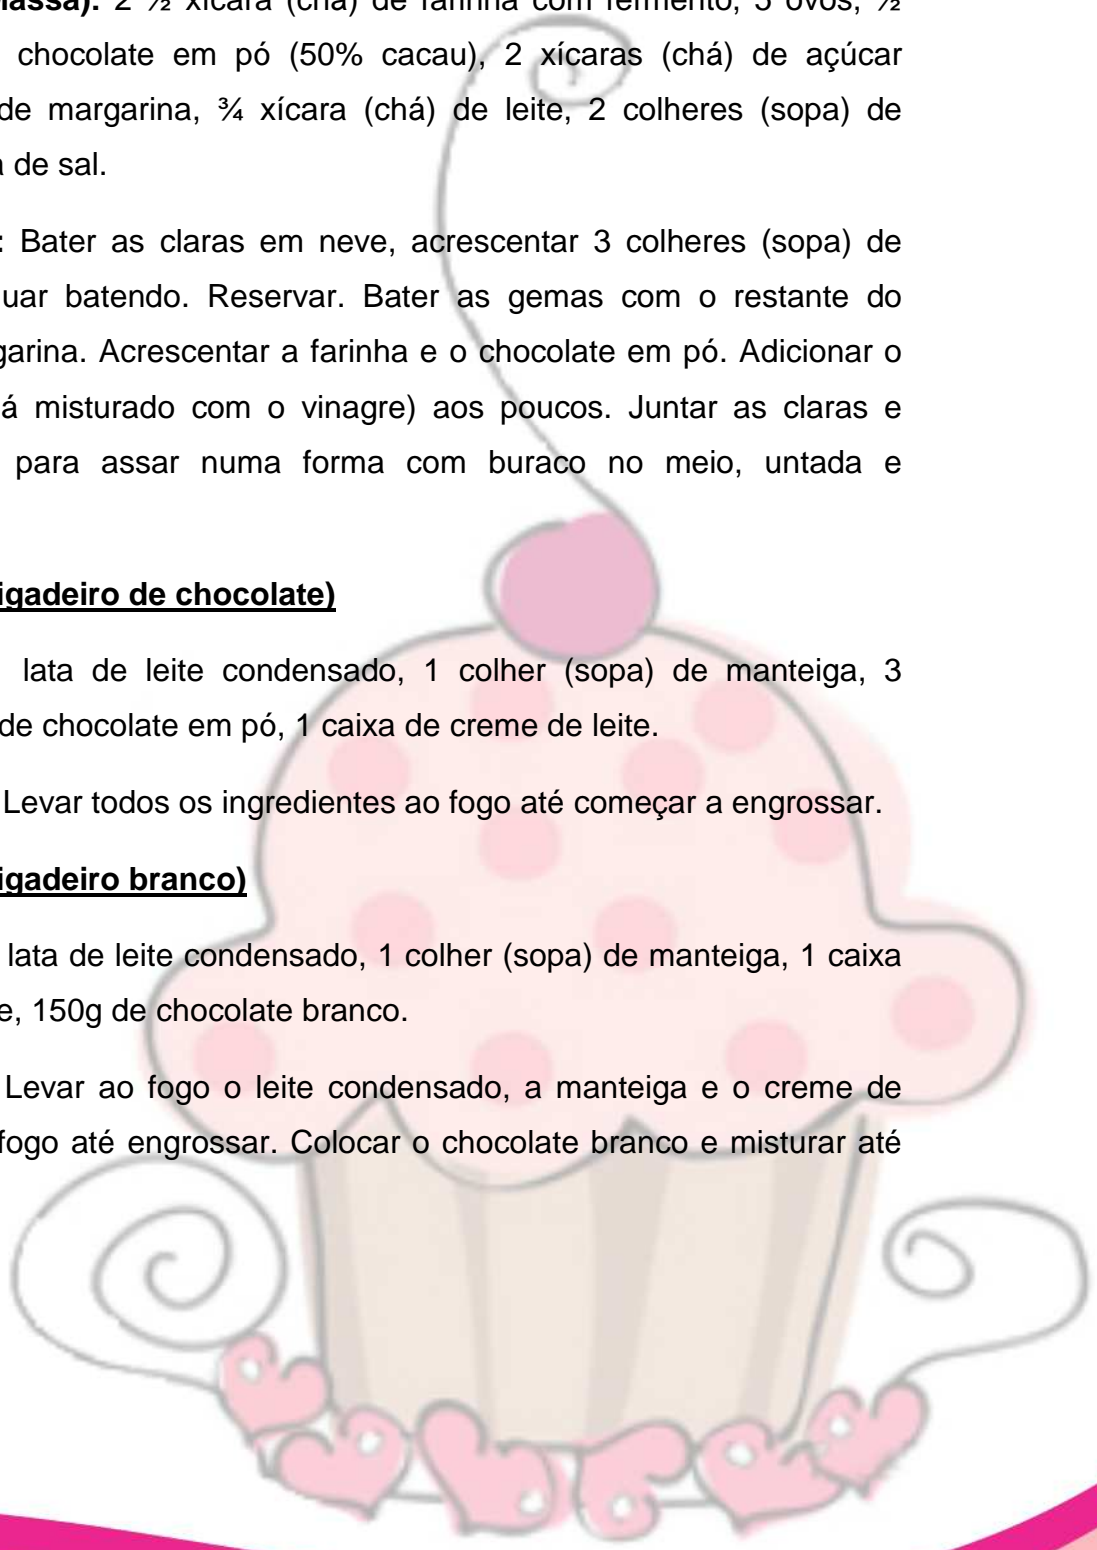 assa): 2 ½ xícara (chá) de farinha com fermento, 5 ovos, ½
chocolate em pó (50% cacau), 2 xícaras (chá) de açúcar
de margarina, ¾ xícara (chá) de leite, 2 colheres (sopa) de
de sal.
: Bater as claras em neve, acrescentar 3 colheres (sopa) de
uar batendo. Reservar. Bater as gemas com o restante do
garina. Acrescentar a farinha e o chocolate em pó. Adicionar o
á misturado com o vinagre) aos poucos. Juntar as claras e
para assar numa forma com buraco no meio, untada e
igadeiro de chocolate)
lata de leite condensado, 1 colher (sopa) de manteiga, 3
de chocolate em pó, 1 caixa de creme de leite.
Levar todos os ingredientes ao fogo até começar a engrossar.
igadeiro branco)
lata de leite condensado, 1 colher (sopa) de manteiga, 1 caixa
e, 150g de chocolate branco.
Levar ao fogo o leite condensado, a manteiga e o creme de
fogo até engrossar. Colocar o chocolate branco e misturar até